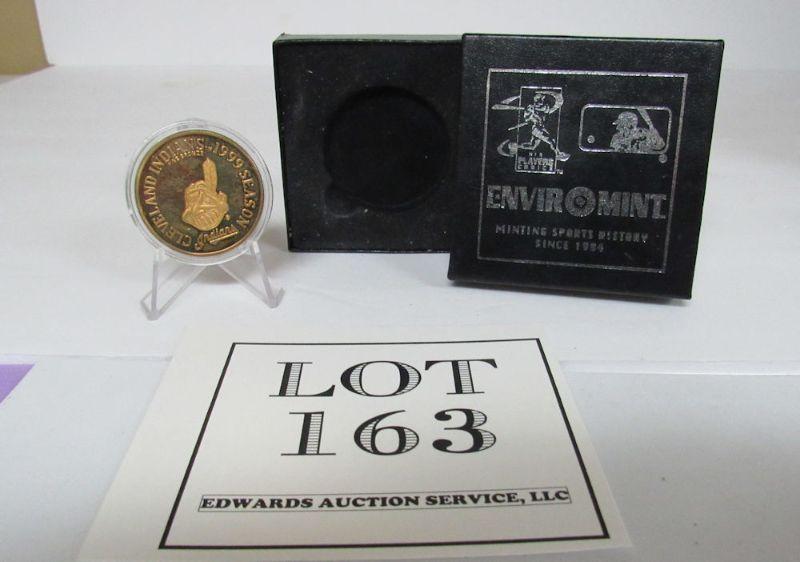 CLEVELAND INDIANS 1999 SEASON
Indians
PLAYERS
CHOICE
ENVIROMINT
MINTING SPORTS HISTORY
SINCE 1984
LOT
163
EDWARDS AUCTION SERVICE, LLC